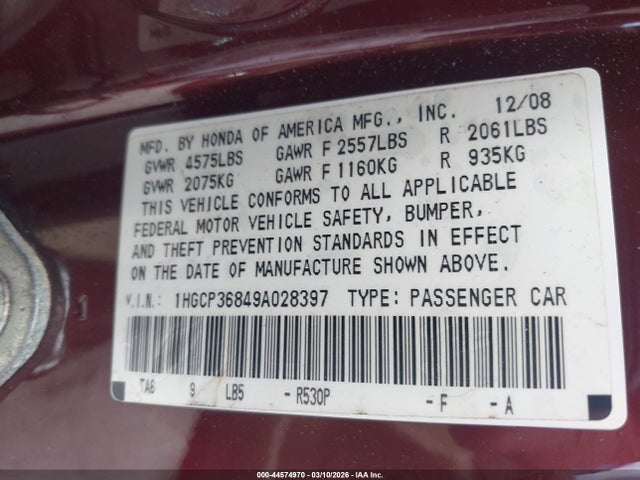 MFD. BY HONDA OF AMERICA MFG., INC. 12/08
GVWR 4575LBS GAWR F 2557LBS R 2061LBS
GVWR 2075KG GAWR F 1160KG R 935KG
THIS VEHICLE CONFORMS TO ALL APPLICABLE
FEDERAL MOTOR VEHICLE SAFETY, BUMPER,
AND THEFT PREVENTION STANDARDS IN EFFECT
ON THE DATE OF MANUFACTURE SHOWN ABOVE.
V.I.N.: 1HGCP36849A028397 TYPE: PASSENGER CAR
TA6 9 LB5 - R530P - F - A
000-44574970 - 03/10/2026 - IAA Inc.